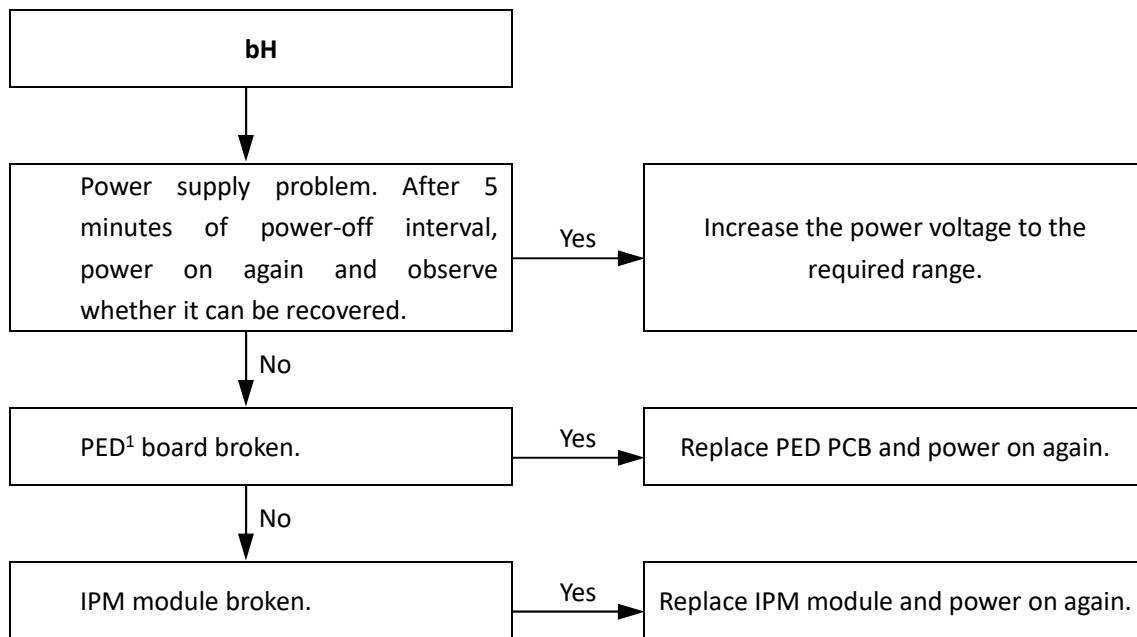 bH
Power supply problem. After 5
minutes of power-off interval,
power on again and observe
whether it can be recovered.
Yes
Increase the power voltage to the
required range.
No
PED¹ board broken.
Yes
Replace PED PCB and power on again.
No
IPM module broken.
Yes
Replace IPM module and power on again.